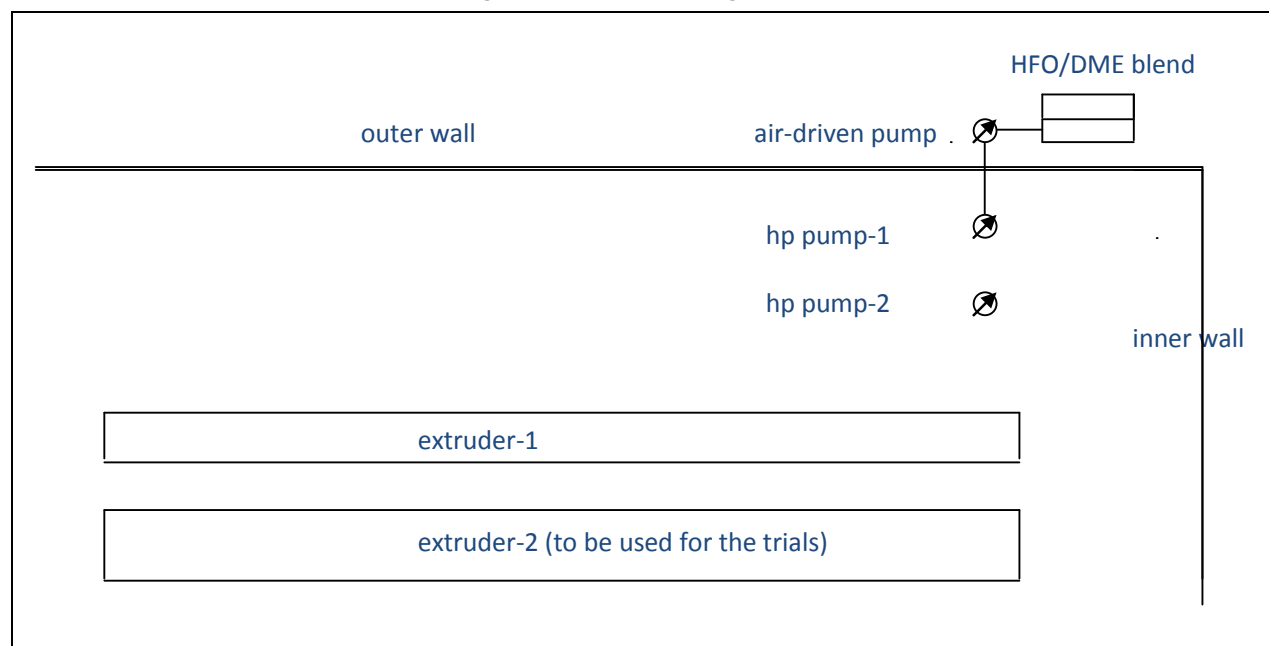 HFO/DME blend
outer wall
air-driven pump
hp pump-1
hp pump-2
inner wall
extruder-1
extruder-2 (to be used for the trials)